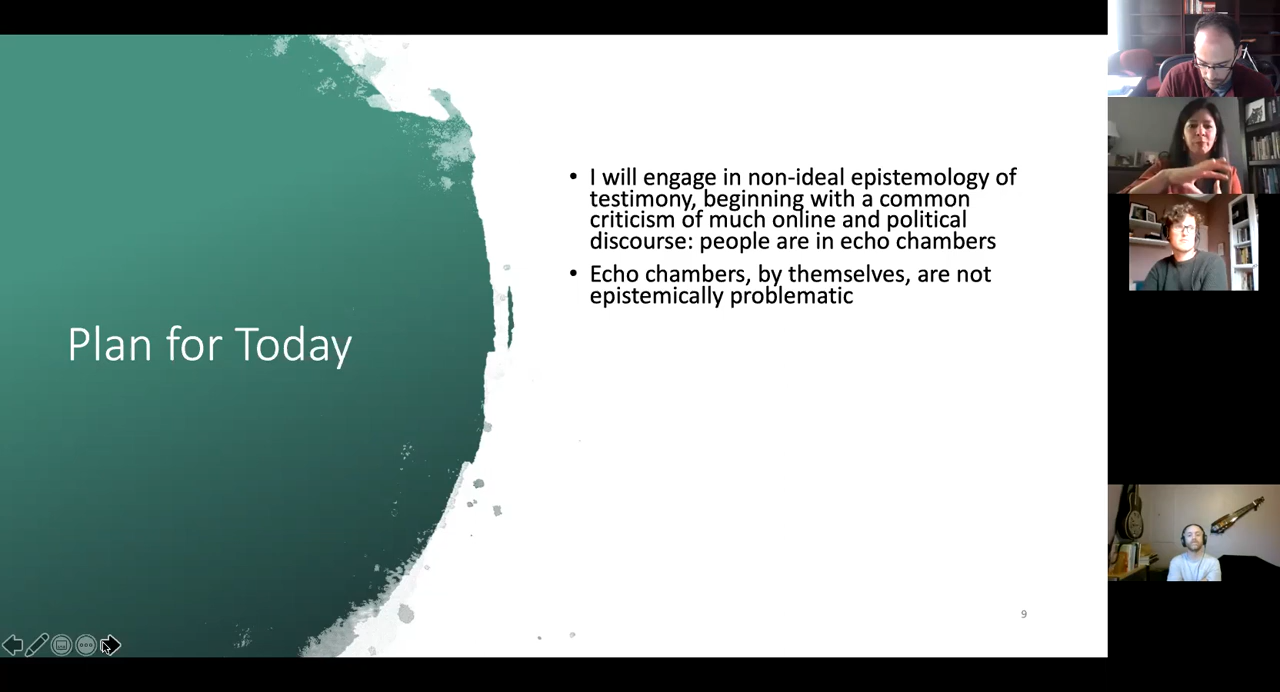 Plan for Today
• I will engage in non-ideal epistemology of
testimony, beginning with a common
criticism of much online and political
discourse: people are in echo chambers
• Echo chambers, by themselves, are not
epistemically problematic
9